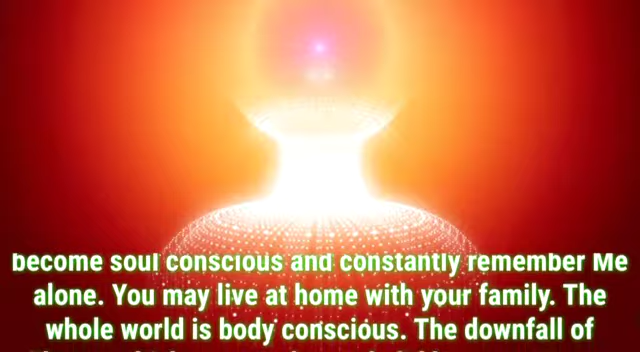 become soul conscious and constantly remember Me
alone. You may live at home with your family. The
whole world is body conscious. The downfall of